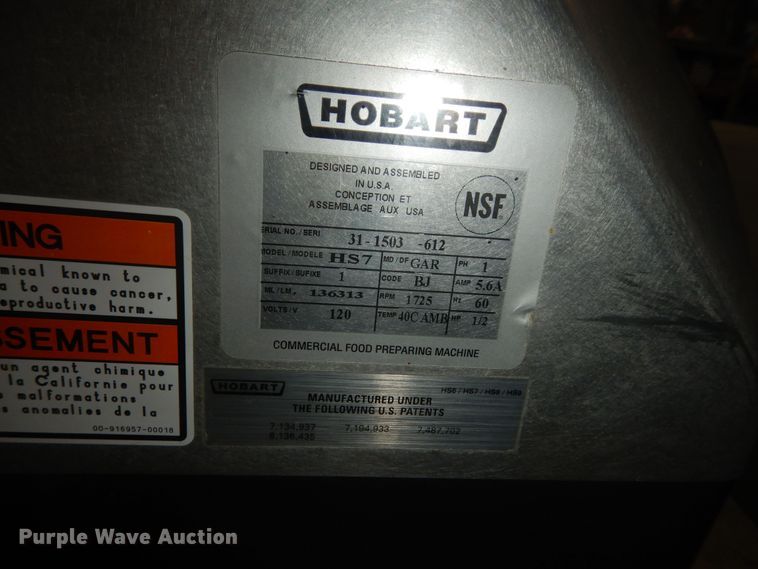 HOBART
DESIGNED AND ASSEMBLED
IN U.S.A.
CONCEPTION ET
ASSEMBLAGE AUX USA
NSF
SERIAL NO./SERI 31-1503 -612
MODEL/MODELE HS7 MD/DF GAR PH 1
SUFFIX/SUFIXE 1 CODE BJ AMP 5.6A
ML/LM. 136313 RPM 1725 Hz 60
VOLTS/V 120 TEMP 40C AMB HP 1/2
COMMERCIAL FOOD PREPARING MACHINE
HOBART HS6 / HS7 / HS8 / HS9
MANUFACTURED UNDER
THE FOLLOWING U.S. PATENTS
7,134,937 7,194,933 7,487,702
8,136,435
ING
mical known to
a to cause cancer,
eproductive harm.
SSEMENT
un agent chimique
la Californie pour
malformations
s anomalies de la
00-916957-00018
Purple Wave Auction